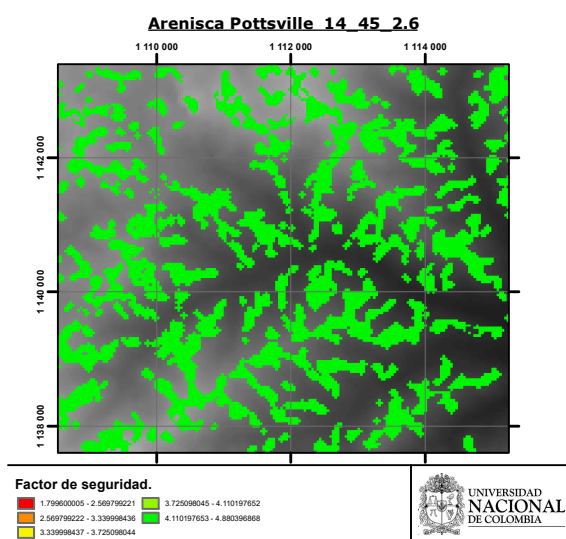 Arenisca Pottsville_14_45_2.6
1 110 000 1 112 000 1 114 000
1 142 000
1 140 000
1 138 000
Factor de seguridad.
1.799600005 - 2.569799221 3.725098045 - 4.110197652
2.569799222 - 3.339998436 4.110197653 - 4.880396868
3.339998437 - 3.725098044
UNIVERSIDAD
NACIONAL
DE COLOMBIA